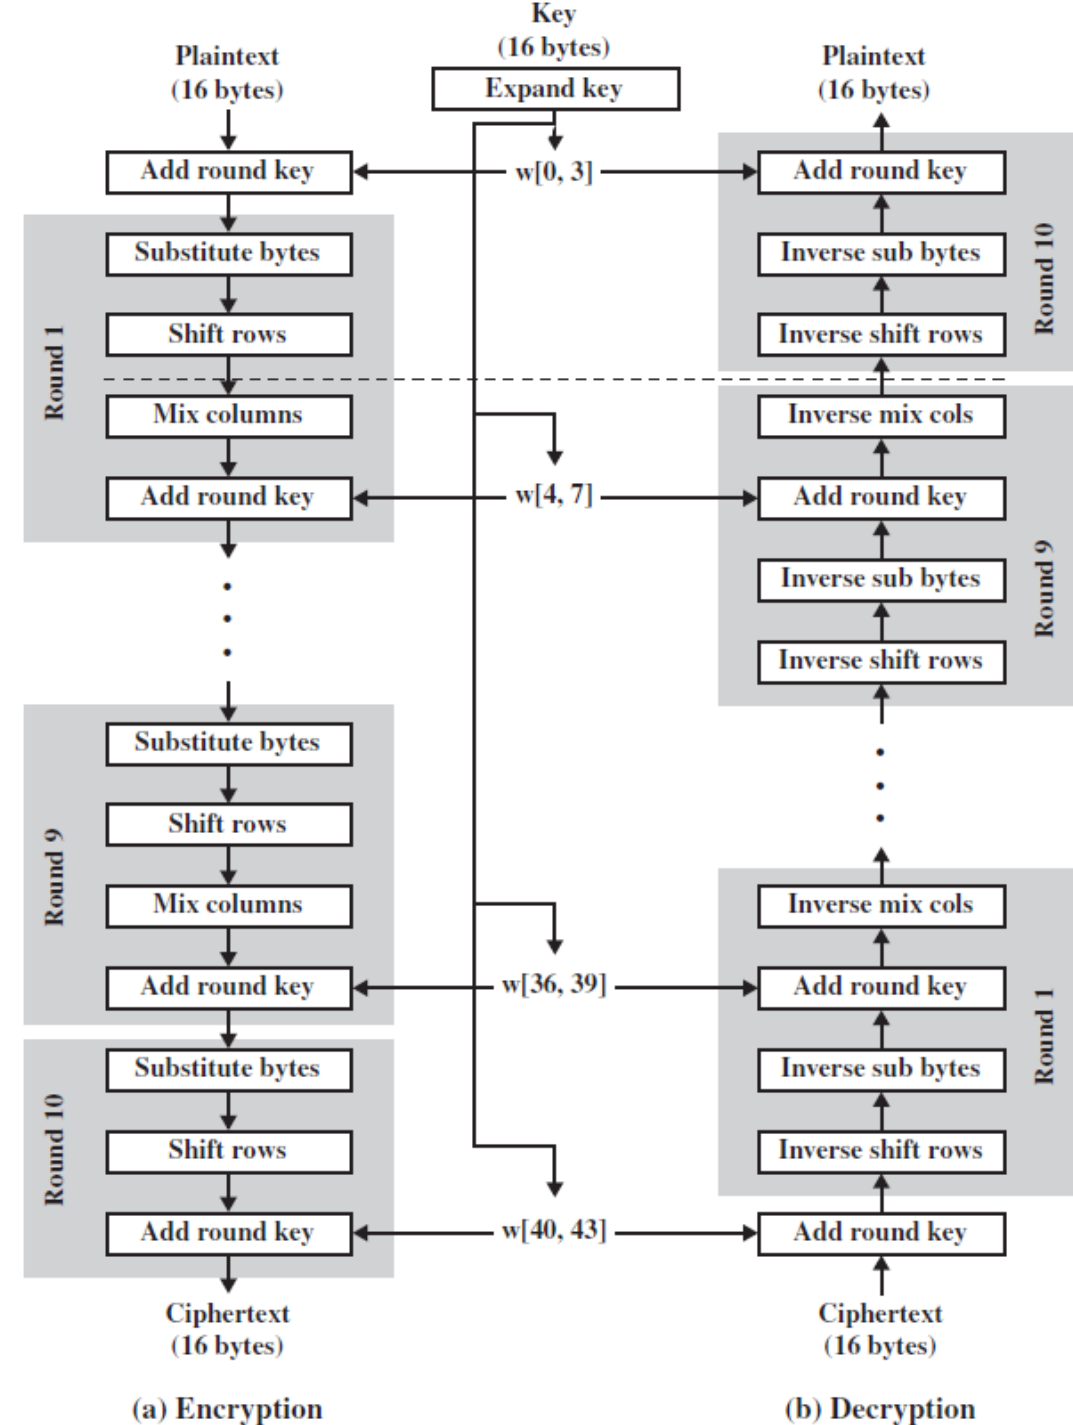 Key
(16 bytes)
Expand key
Plaintext
(16 bytes)
Add round key
Round 1
Substitute bytes
Shift rows
Mix columns
Add round key
Round 9
Substitute bytes
Shift rows
Mix columns
Add round key
Round 10
Substitute bytes
Shift rows
Add round key
Ciphertext
(16 bytes)
(a) Encryption
w[0, 3]
w[4, 7]
w[36, 39]
w[40, 43]
Plaintext
(16 bytes)
Add round key
Inverse sub bytes
Inverse shift rows
Round 10
Inverse mix cols
Add round key
Inverse sub bytes
Inverse shift rows
Round 9
Inverse mix cols
Add round key
Inverse sub bytes
Inverse shift rows
Round 1
Add round key
Ciphertext
(16 bytes)
(b) Decryption